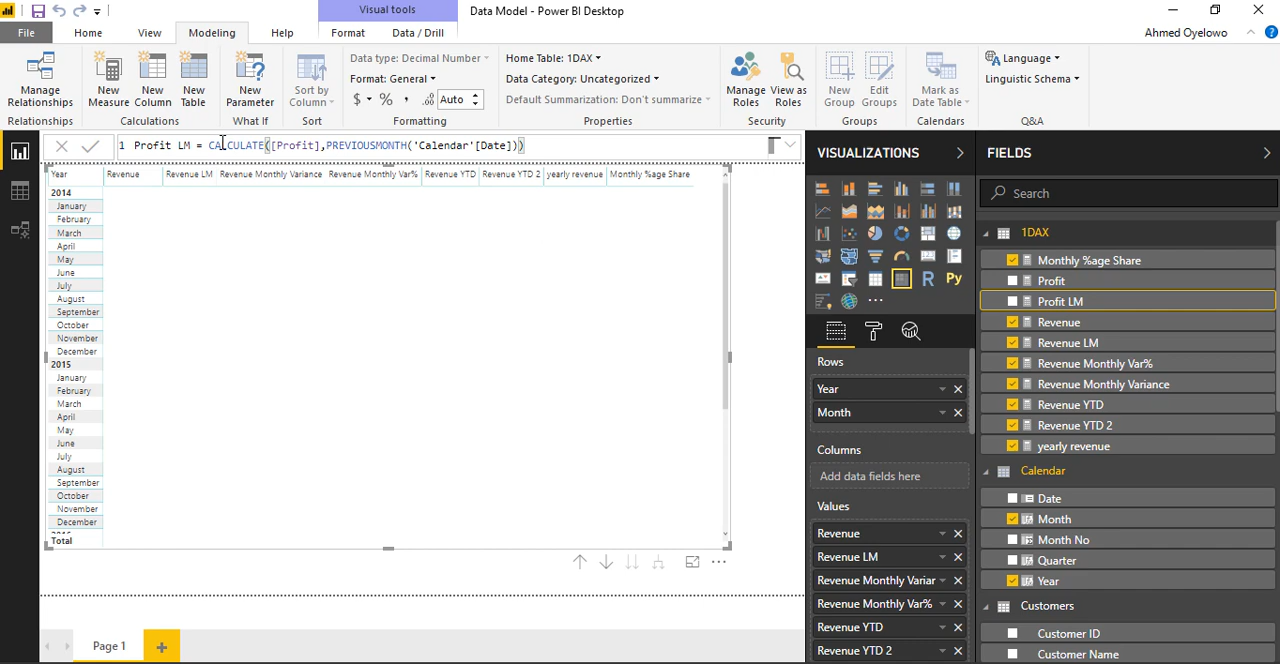 Visual tools
Data Model - Power BI Desktop
File
Home
View
Modeling
Help
Format
Data / Drill
Ahmed Oyelowo
?
Manage
Relationships
New
Measure
New
Column
New
Table
New
Parameter
Sort by
Column
Data type: Decimal Number
Format: General
$ % , .00 Auto
Home Table: 1DAX
Data Category: Uncategorized
Default Summarization: Don't summarize
Manage
Roles
View as
Roles
New
Group
Edit
Groups
Mark as
Date Table
Language
Linguistic Schema
Relationships
Calculations
What If
Sort
Formatting
Properties
Security
Groups
Calendars
Q&A
1 Profit LM = CALCULATE([Profit],PREVIOUSMONTH('Calendar'[Date]))
Year Revenue Revenue LM Revenue Monthly Variance Revenue Monthly Var% Revenue YTD Revenue YTD 2 yearly revenue Monthly %age Share
2014
January
February
March
April
May
June
July
August
September
October
November
December
2015
January
February
March
April
May
June
July
August
September
October
November
December
2016
Total
Page 1
VISUALIZATIONS
R
Py
Rows
Year
Month
Columns
Add data fields here
Values
Revenue
Revenue LM
Revenue Monthly Variar
Revenue Monthly Var%
Revenue YTD
Revenue YTD 2
FIELDS
Search
1DAX
Monthly %age Share
Profit
Profit LM
Revenue
Revenue LM
Revenue Monthly Var%
Revenue Monthly Variance
Revenue YTD
Revenue YTD 2
yearly revenue
Calendar
Date
Month
Month No
Quarter
Year
Customers
Customer ID
Customer Name